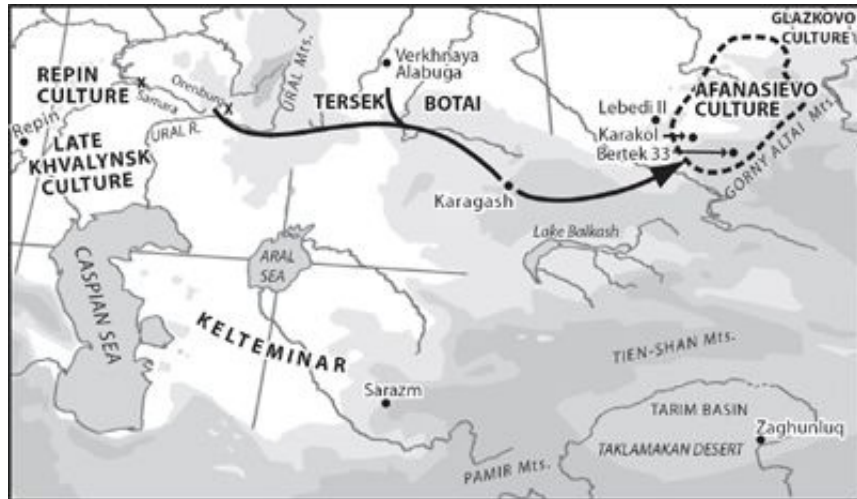 GLAZKOVO
CULTURE
Verkhnaya
Alabuga
URAL Mts.
REPIN
CULTURE
Orenburg
Samara
TERSEK
BOTAI
Lebedi II
AFANASIEVO
CULTURE
Repin
URAL R.
Karakol
LATE
KHVALYNSK
CULTURE
Bertek 33
GORNY ALTAI Mts.
Karagash
Lake Balkash
ARAL
SEA
CASPIAN SEA
KELTEMINAR
TIEN-SHAN Mts.
Sarazm
TARIM BASIN
Zaghunluq
TAKLAMAKAN DESERT
PAMIR Mts.